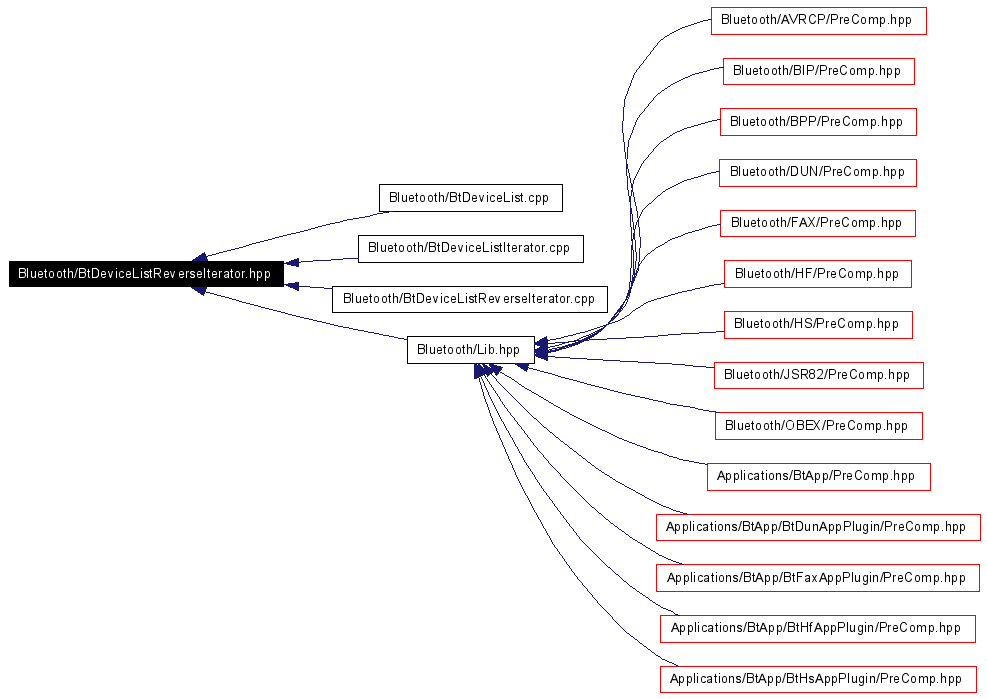 Bluetooth/AVRCP/PreComp.hpp
Bluetooth/BIP/PreComp.hpp
Bluetooth/BPP/PreComp.hpp
Bluetooth/DUN/PreComp.hpp
Bluetooth/BtDeviceList.cpp
Bluetooth/FAX/PreComp.hpp
Bluetooth/BtDeviceListIterator.cpp
Bluetooth/BtDeviceListReverseIterator.hpp
Bluetooth/HF/PreComp.hpp
Bluetooth/BtDeviceListReverseIterator.cpp
Bluetooth/HS/PreComp.hpp
Bluetooth/Lib.hpp
Bluetooth/JSR82/PreComp.hpp
Bluetooth/OBEX/PreComp.hpp
Applications/BtApp/PreComp.hpp
Applications/BtApp/BtDunAppPlugin/PreComp.hpp
Applications/BtApp/BtFaxAppPlugin/PreComp.hpp
Applications/BtApp/BtHfAppPlugin/PreComp.hpp
Applications/BtApp/BtHsAppPlugin/PreComp.hpp